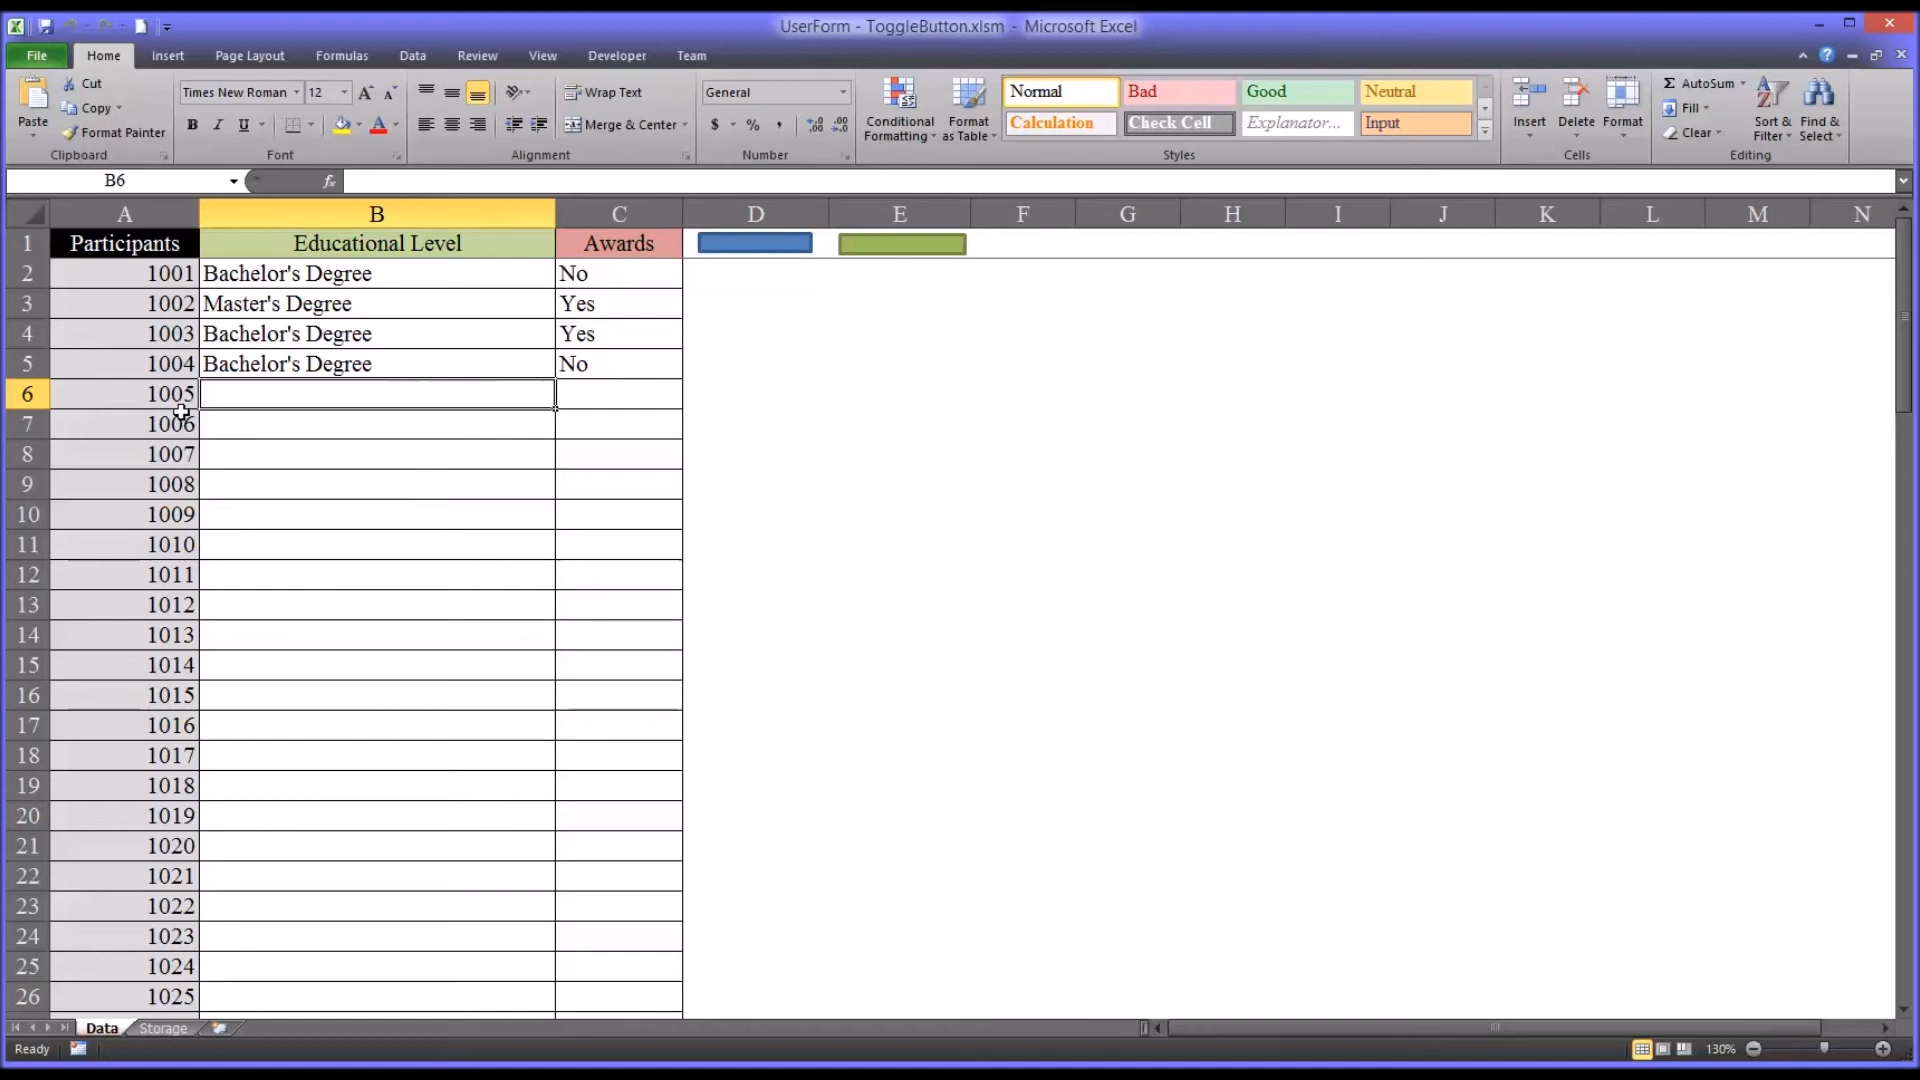 UserForm - ToggleButton.xlsm - Microsoft Excel
File Home Insert Page Layout Formulas Data Review View Developer Team
Paste
Cut
Copy
Format Painter
Clipboard
Times New Roman 12
B I U
Font
Wrap Text
Merge & Center
Alignment
General
$ % ,
Number
Conditional Formatting
Format as Table
Normal Bad Good Neutral
Calculation Check Cell Explanator... Input
Styles
Insert Delete Format
Cells
Σ AutoSum
Fill
Clear
Sort & Filter
Find & Select
Editing
B6 fx
A B C D E F G H I J K L M N
1 Participants Educational Level Awards
2 1001 Bachelor's Degree No
3 1002 Master's Degree Yes
4 1003 Bachelor's Degree Yes
5 1004 Bachelor's Degree No
6 1005
7 1006
8 1007
9 1008
10 1009
11 1010
12 1011
13 1012
14 1013
15 1014
16 1015
17 1016
18 1017
19 1018
20 1019
21 1020
22 1021
23 1022
24 1023
25 1024
26 1025
Data Storage
Ready 130%